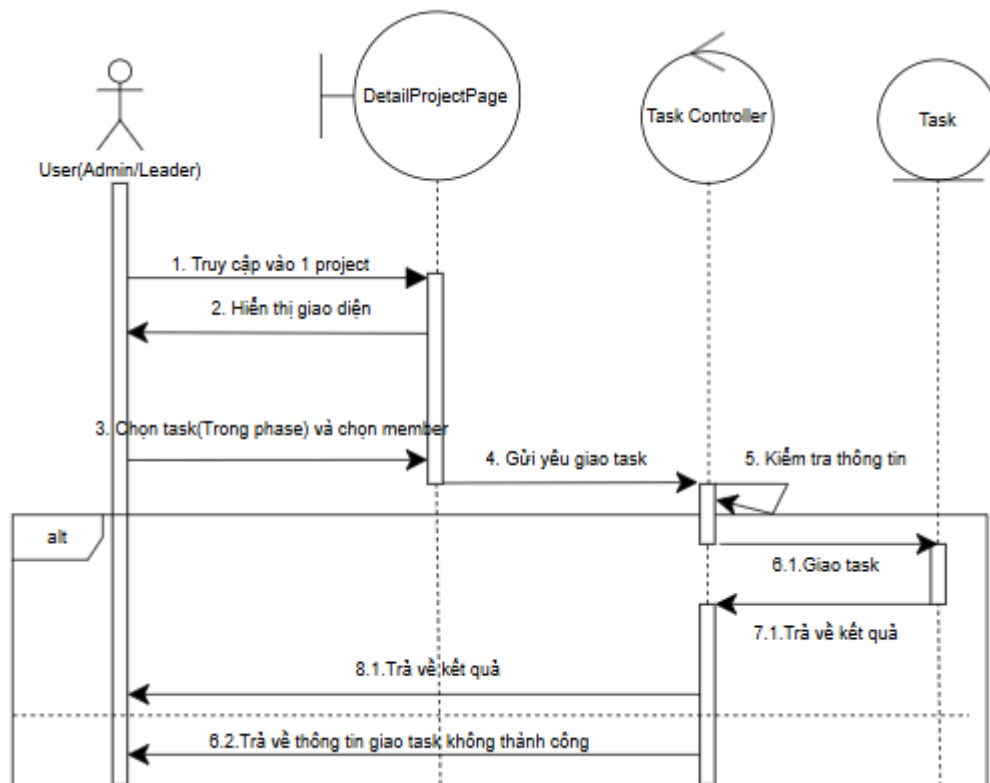 DetailProjectPage
Task Controller
Task
User(Admin/Leader)
1. Truy cập vào 1 project
2. Hiển thị giao diện
3. Chọn task(Trong phase) và chọn member
4. Gửi yêu giao task
5. Kiểm tra thông tin
alt
6.1.Giao task
7.1.Trả về kết quả
8.1.Trả về kết quả
6.2.Trả về thông tin giao task không thành công